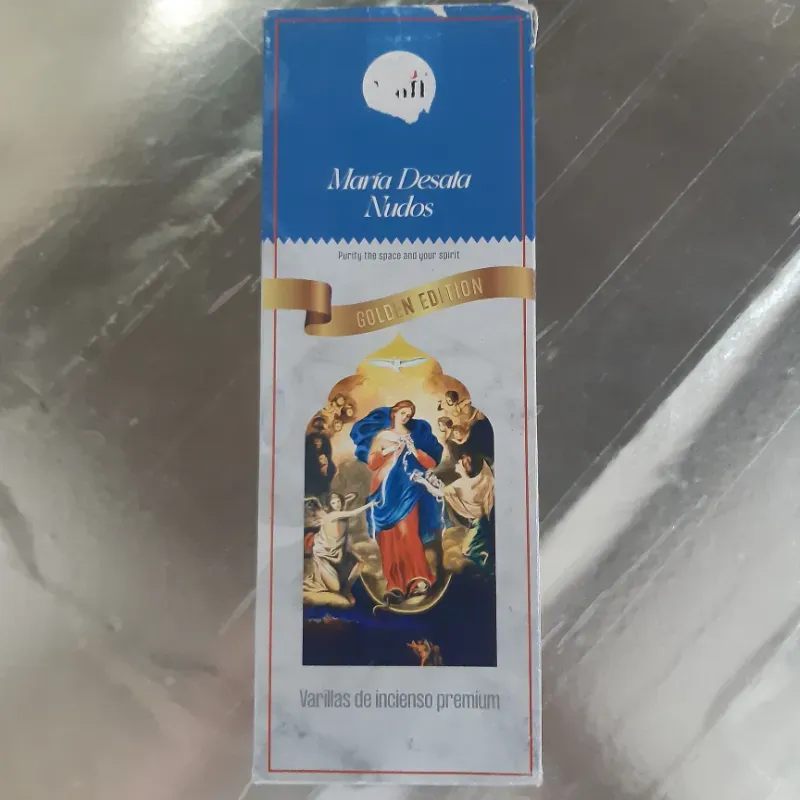 María Desata
Nudos
Purify the space and your spirit
GOLDEN EDITION
Varillas de incienso premium